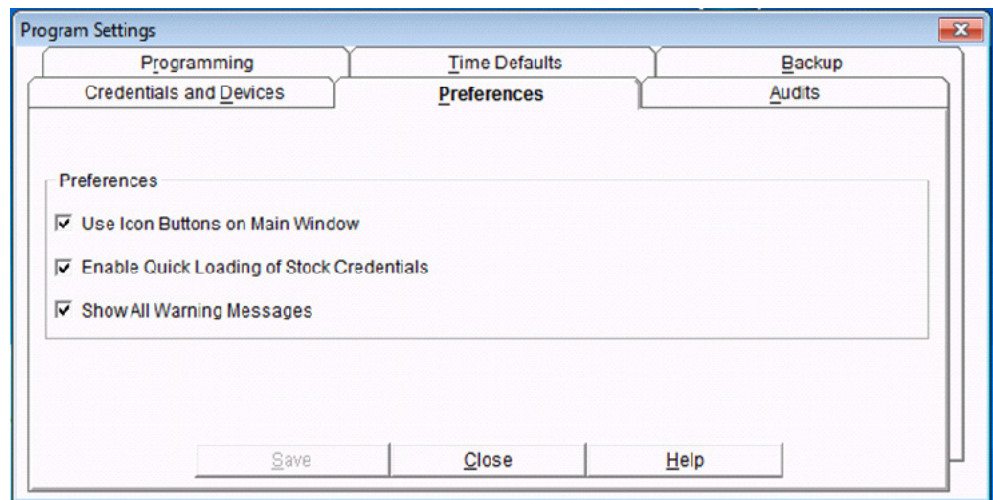 Program Settings
Programming Time Defaults Backup
Credentials and Devices Preferences Audits
Preferences
Use Icon Buttons on Main Window
Enable Quick Loading of Stock Credentials
Show All Warning Messages
Save Close Help